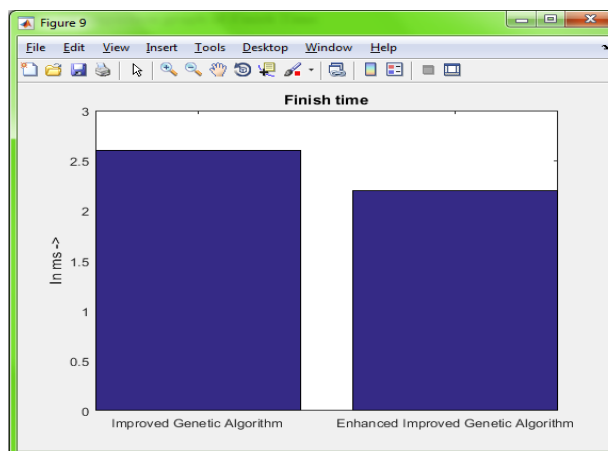 Figure 9
File Edit View Insert Tools Desktop Window Help
Finish time
3
2.5
2
1.5
1
0.5
0
In ms ->
Improved Genetic Algorithm
Enhanced Improved Genetic Algorithm